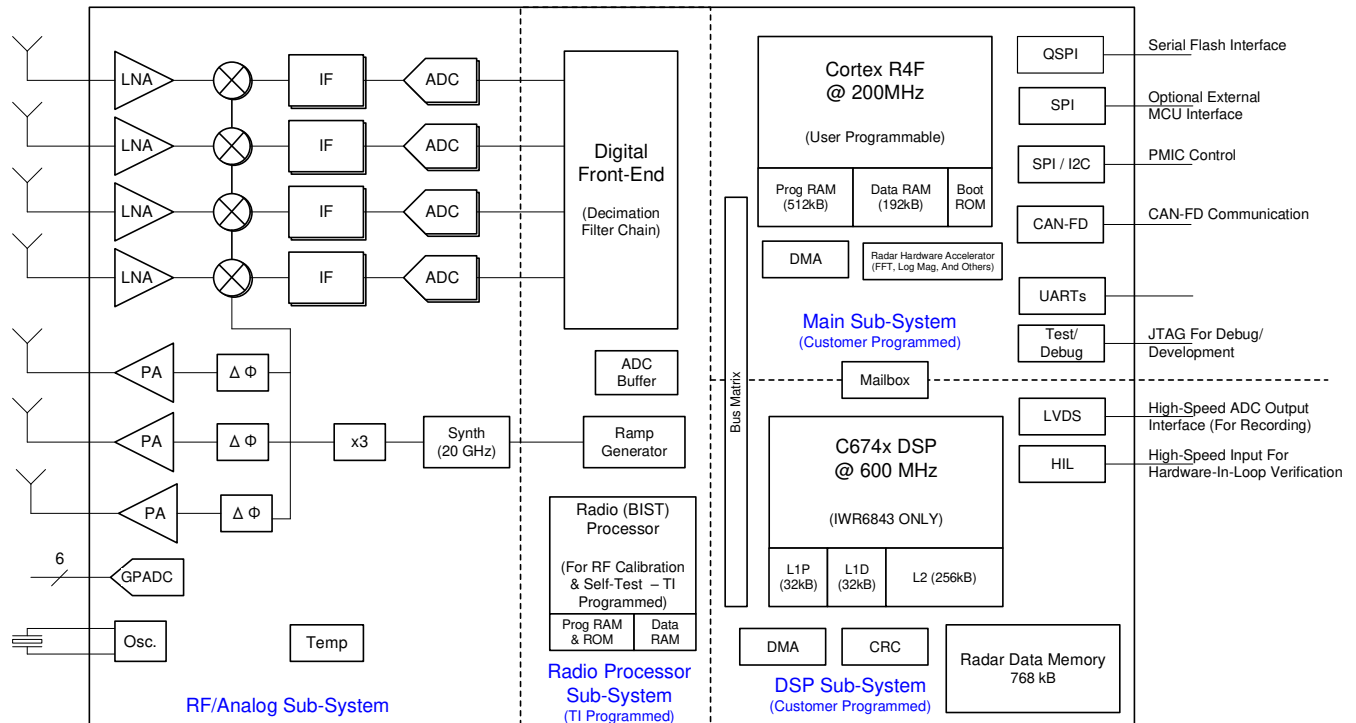 LNA
IF
ADC
LNA
IF
ADC
LNA
IF
ADC
LNA
IF
ADC
Digital
Front-End
(Decimation
Filter Chain)
PA
Δ Φ
PA
Δ Φ
PA
Δ Φ
x3
Synth
(20 GHz)
ADC
Buffer
Ramp
Generator
6
GPADC
Osc.
Temp
RF/Analog Sub-System
Radio (BIST)
Processor
(For RF Calibration
& Self-Test – TI
Programmed)
Prog RAM
& ROM
Data
RAM
Radio Processor
Sub-System
(TI Programmed)
Bus Matrix
Cortex R4F
@ 200MHz
(User Programmable)
Prog RAM
(512kB)
Data RAM
(192kB)
Boot
ROM
DMA
Radar Hardware Accelerator
(FFT, Log Mag, And Others)
Main Sub-System
(Customer Programmed)
Mailbox
C674x DSP
@ 600 MHz
(IWR6843 ONLY)
L1P
(32kB)
L1D
(32kB)
L2 (256kB)
DMA
CRC
DSP Sub-System
(Customer Programmed)
Radar Data Memory
768 kB
QSPI
Serial Flash Interface
SPI
Optional External
MCU Interface
SPI / I2C
PMIC Control
CAN-FD
CAN-FD Communication
UARTs
Test/
Debug
JTAG For Debug/
Development
LVDS
High-Speed ADC Output
Interface (For Recording)
HIL
High-Speed Input For
Hardware-In-Loop Verification